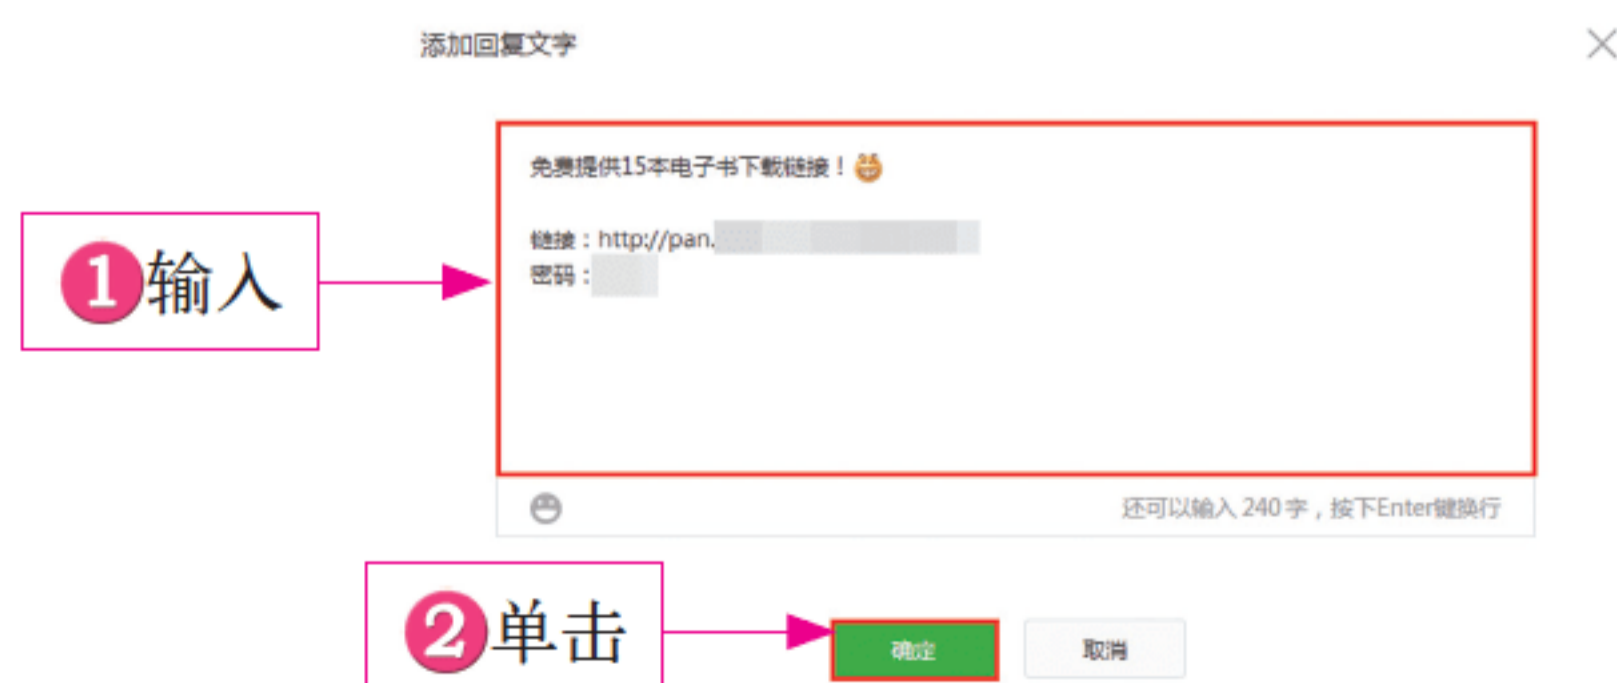 添加回复文字
免费提供15本电子书下载链接！
链接：http://pan.
密码：
1输入
还可以输入 240 字，按下Enter键换行
2单击
确定
取消